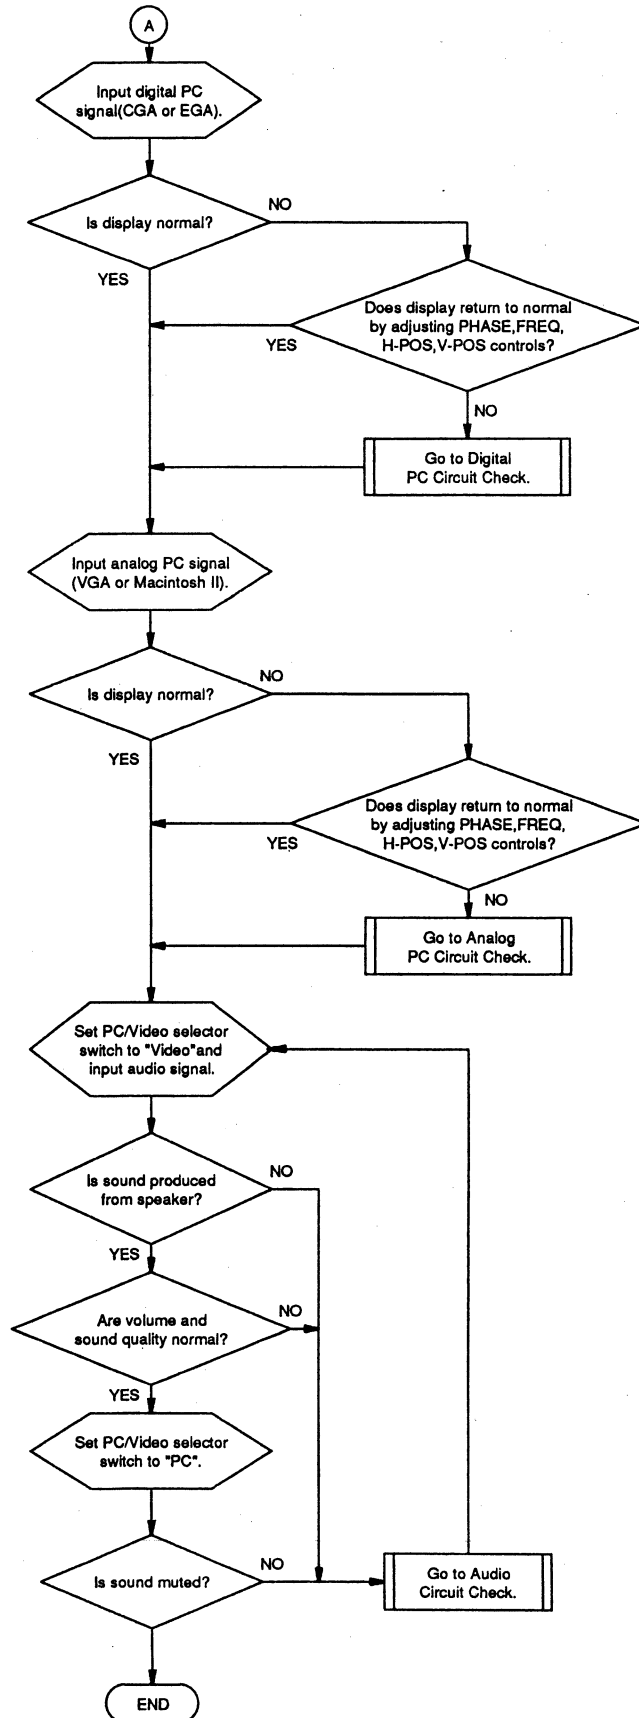 A
Input digital PC
signal(CGA or EGA).
Is display normal?
NO
YES
Does display return to normal
by adjusting PHASE,FREQ,
H-POS,V-POS controls?
YES
NO
Go to Digital
PC Circuit Check.
Input analog PC signal
(VGA or Macintosh II).
Is display normal?
NO
YES
Does display return to normal
by adjusting PHASE,FREQ,
H-POS,V-POS controls?
YES
NO
Go to Analog
PC Circuit Check.
Set PC/Video selector
switch to "Video"and
input audio signal.
Is sound produced
from speaker?
NO
YES
Are volume and
sound quality normal?
NO
YES
Set PC/Video selector
switch to "PC".
Is sound muted?
NO
Go to Audio
Circuit Check.
END